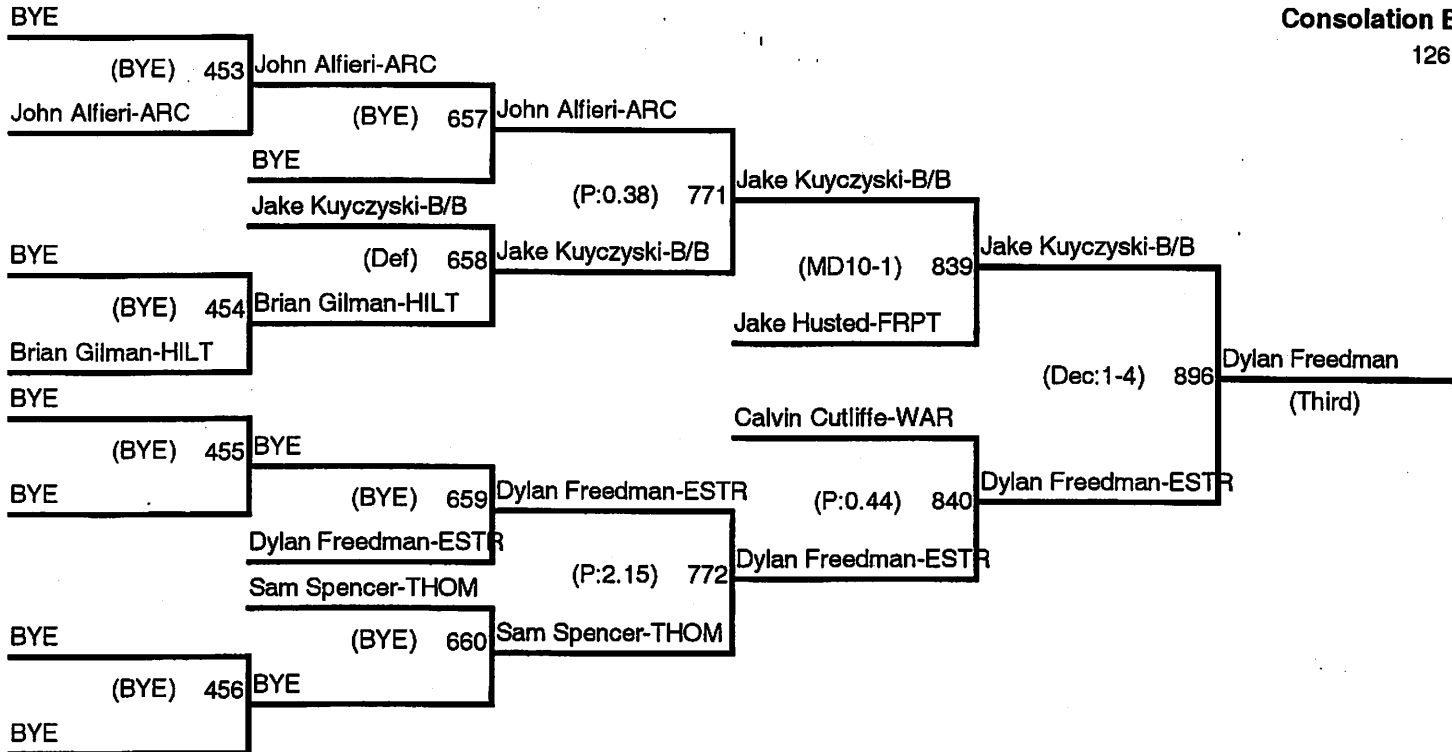 BYE
Consolation
126
(BYE) 453 John Alfieri-ARC
John Alfieri-ARC
(BYE) 657 John Alfieri-ARC
BYE
Jake Kuyczyski-B/B
(P:0.38) 771 Jake Kuyczyski-B/B
BYE
(Def) 658 Jake Kuyczyski-B/B
(BYE) 454 Brian Gilman-HILT
Brian Gilman-HILT
(MD10-1) 839 Jake Kuyczyski-B/B
Jake Husted-FRPT
BYE
(Dec:1-4) 896 Dylan Freedman
(Third)
(BYE) 455 BYE
BYE
Calvin Cutliffe-WAR
(BYE) 659 Dylan Freedman-ESTR
Dylan Freedman-ESTR
(P:0.44) 840 Dylan Freedman-ESTR
Sam Spencer-THOM
(P:2.15) 772 Dylan Freedman-ESTR
BYE
(BYE) 660 Sam Spencer-THOM
(BYE) 456 BYE
BYE